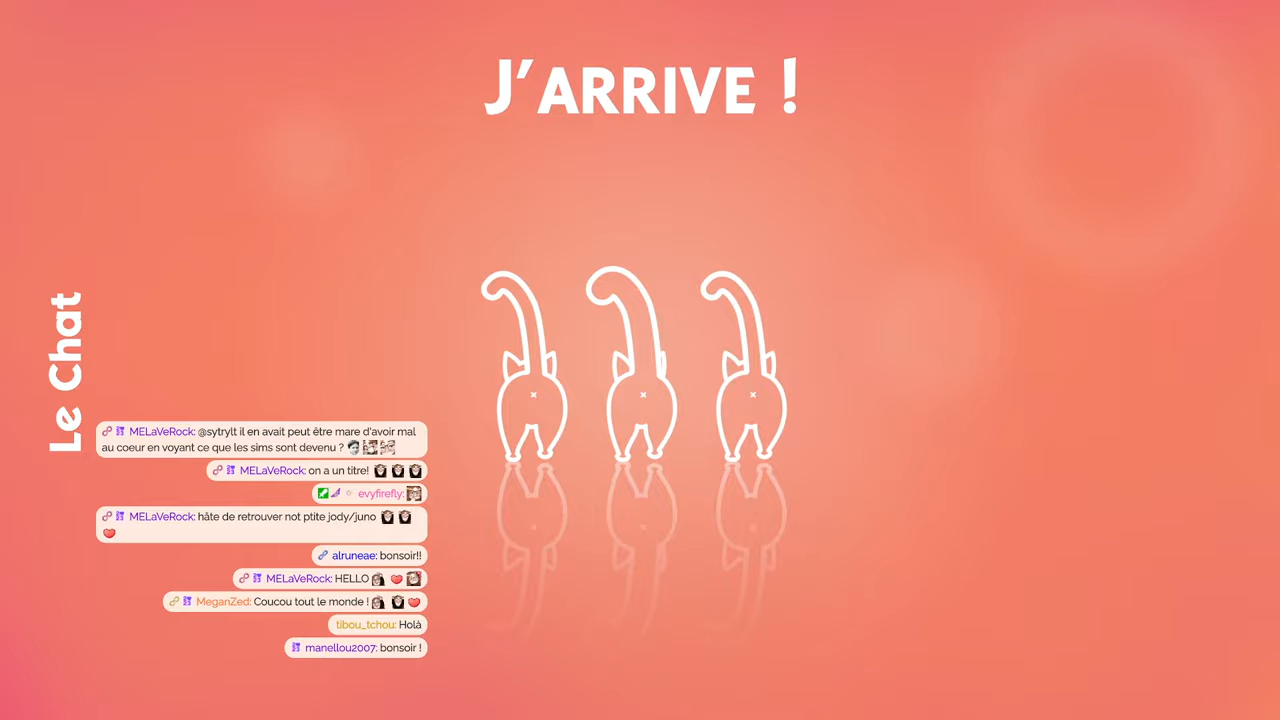 J'ARRIVE !
Le Chat
MELaVeRock: @sytrylt il en avait peut être mare d'avoir mal
au coeur en voyant ce que les sims sont devenu ?
MELaVeRock: on a un titre!
evyfirefly:
MELaVeRock: hâte de retrouver not ptite jody/juno
alruneae: bonsoir!!
MELaVeRock: HELLO
MeganZed: Coucou tout le monde !
tibou_tchou: Holà
manellou2007: bonsoir !